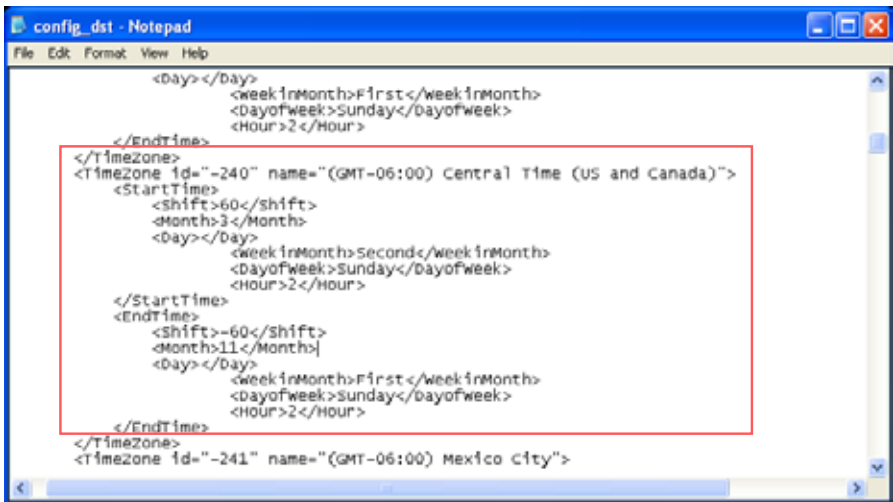 config_dst - Notepad
File Edit Format View Help
<Day></Day>
<WeekinMonth>First</WeekinMonth>
<DayofWeek>Sunday</DayofWeek>
<Hour>2</Hour>
</EndTime>
</TimeZone>
<TimeZone id="-240" name="(GMT-06:00) Central Time (US and Canada)">
<StartTime>
<Shift>60</Shift>
<Month>3</Month>
<Day></Day>
<WeekinMonth>Second</WeekinMonth>
<DayofWeek>Sunday</DayofWeek>
<Hour>2</Hour>
</StartTime>
<EndTime>
<Shift>-60</Shift>
<Month>11</Month>
<Day></Day>
<WeekinMonth>First</WeekinMonth>
<DayofWeek>Sunday</DayofWeek>
<Hour>2</Hour>
</EndTime>
</TimeZone>
<TimeZone id="-241" name="(GMT-06:00) Mexico City">